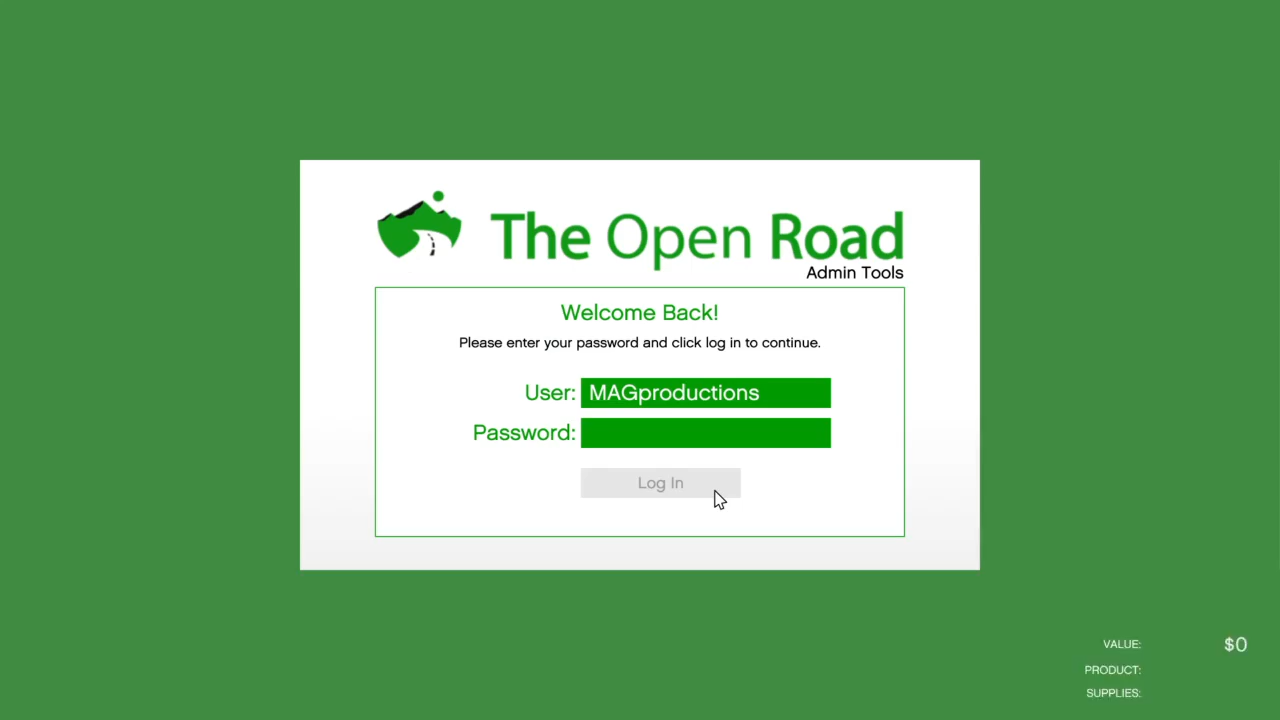 The Open Road
Admin Tools
Welcome Back!
Please enter your password and click log in to continue.
User: MAGproductions
Password:
Log In
VALUE: $0
PRODUCT:
SUPPLIES: